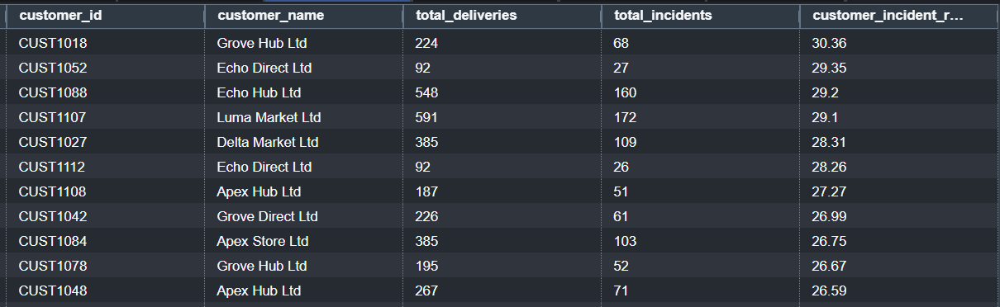 customer_id customer_name total_deliveries total_incidents customer_incident_r...
CUST1018 Grove Hub Ltd 224 68 30.36
CUST1052 Echo Direct Ltd 92 27 29.35
CUST1088 Echo Hub Ltd 548 160 29.2
CUST1107 Luma Market Ltd 591 172 29.1
CUST1027 Delta Market Ltd 385 109 28.31
CUST1112 Echo Direct Ltd 92 26 28.26
CUST1108 Apex Hub Ltd 187 51 27.27
CUST1042 Grove Direct Ltd 226 61 26.99
CUST1084 Apex Store Ltd 385 103 26.75
CUST1078 Grove Hub Ltd 195 52 26.67
CUST1048 Apex Hub Ltd 267 71 26.59